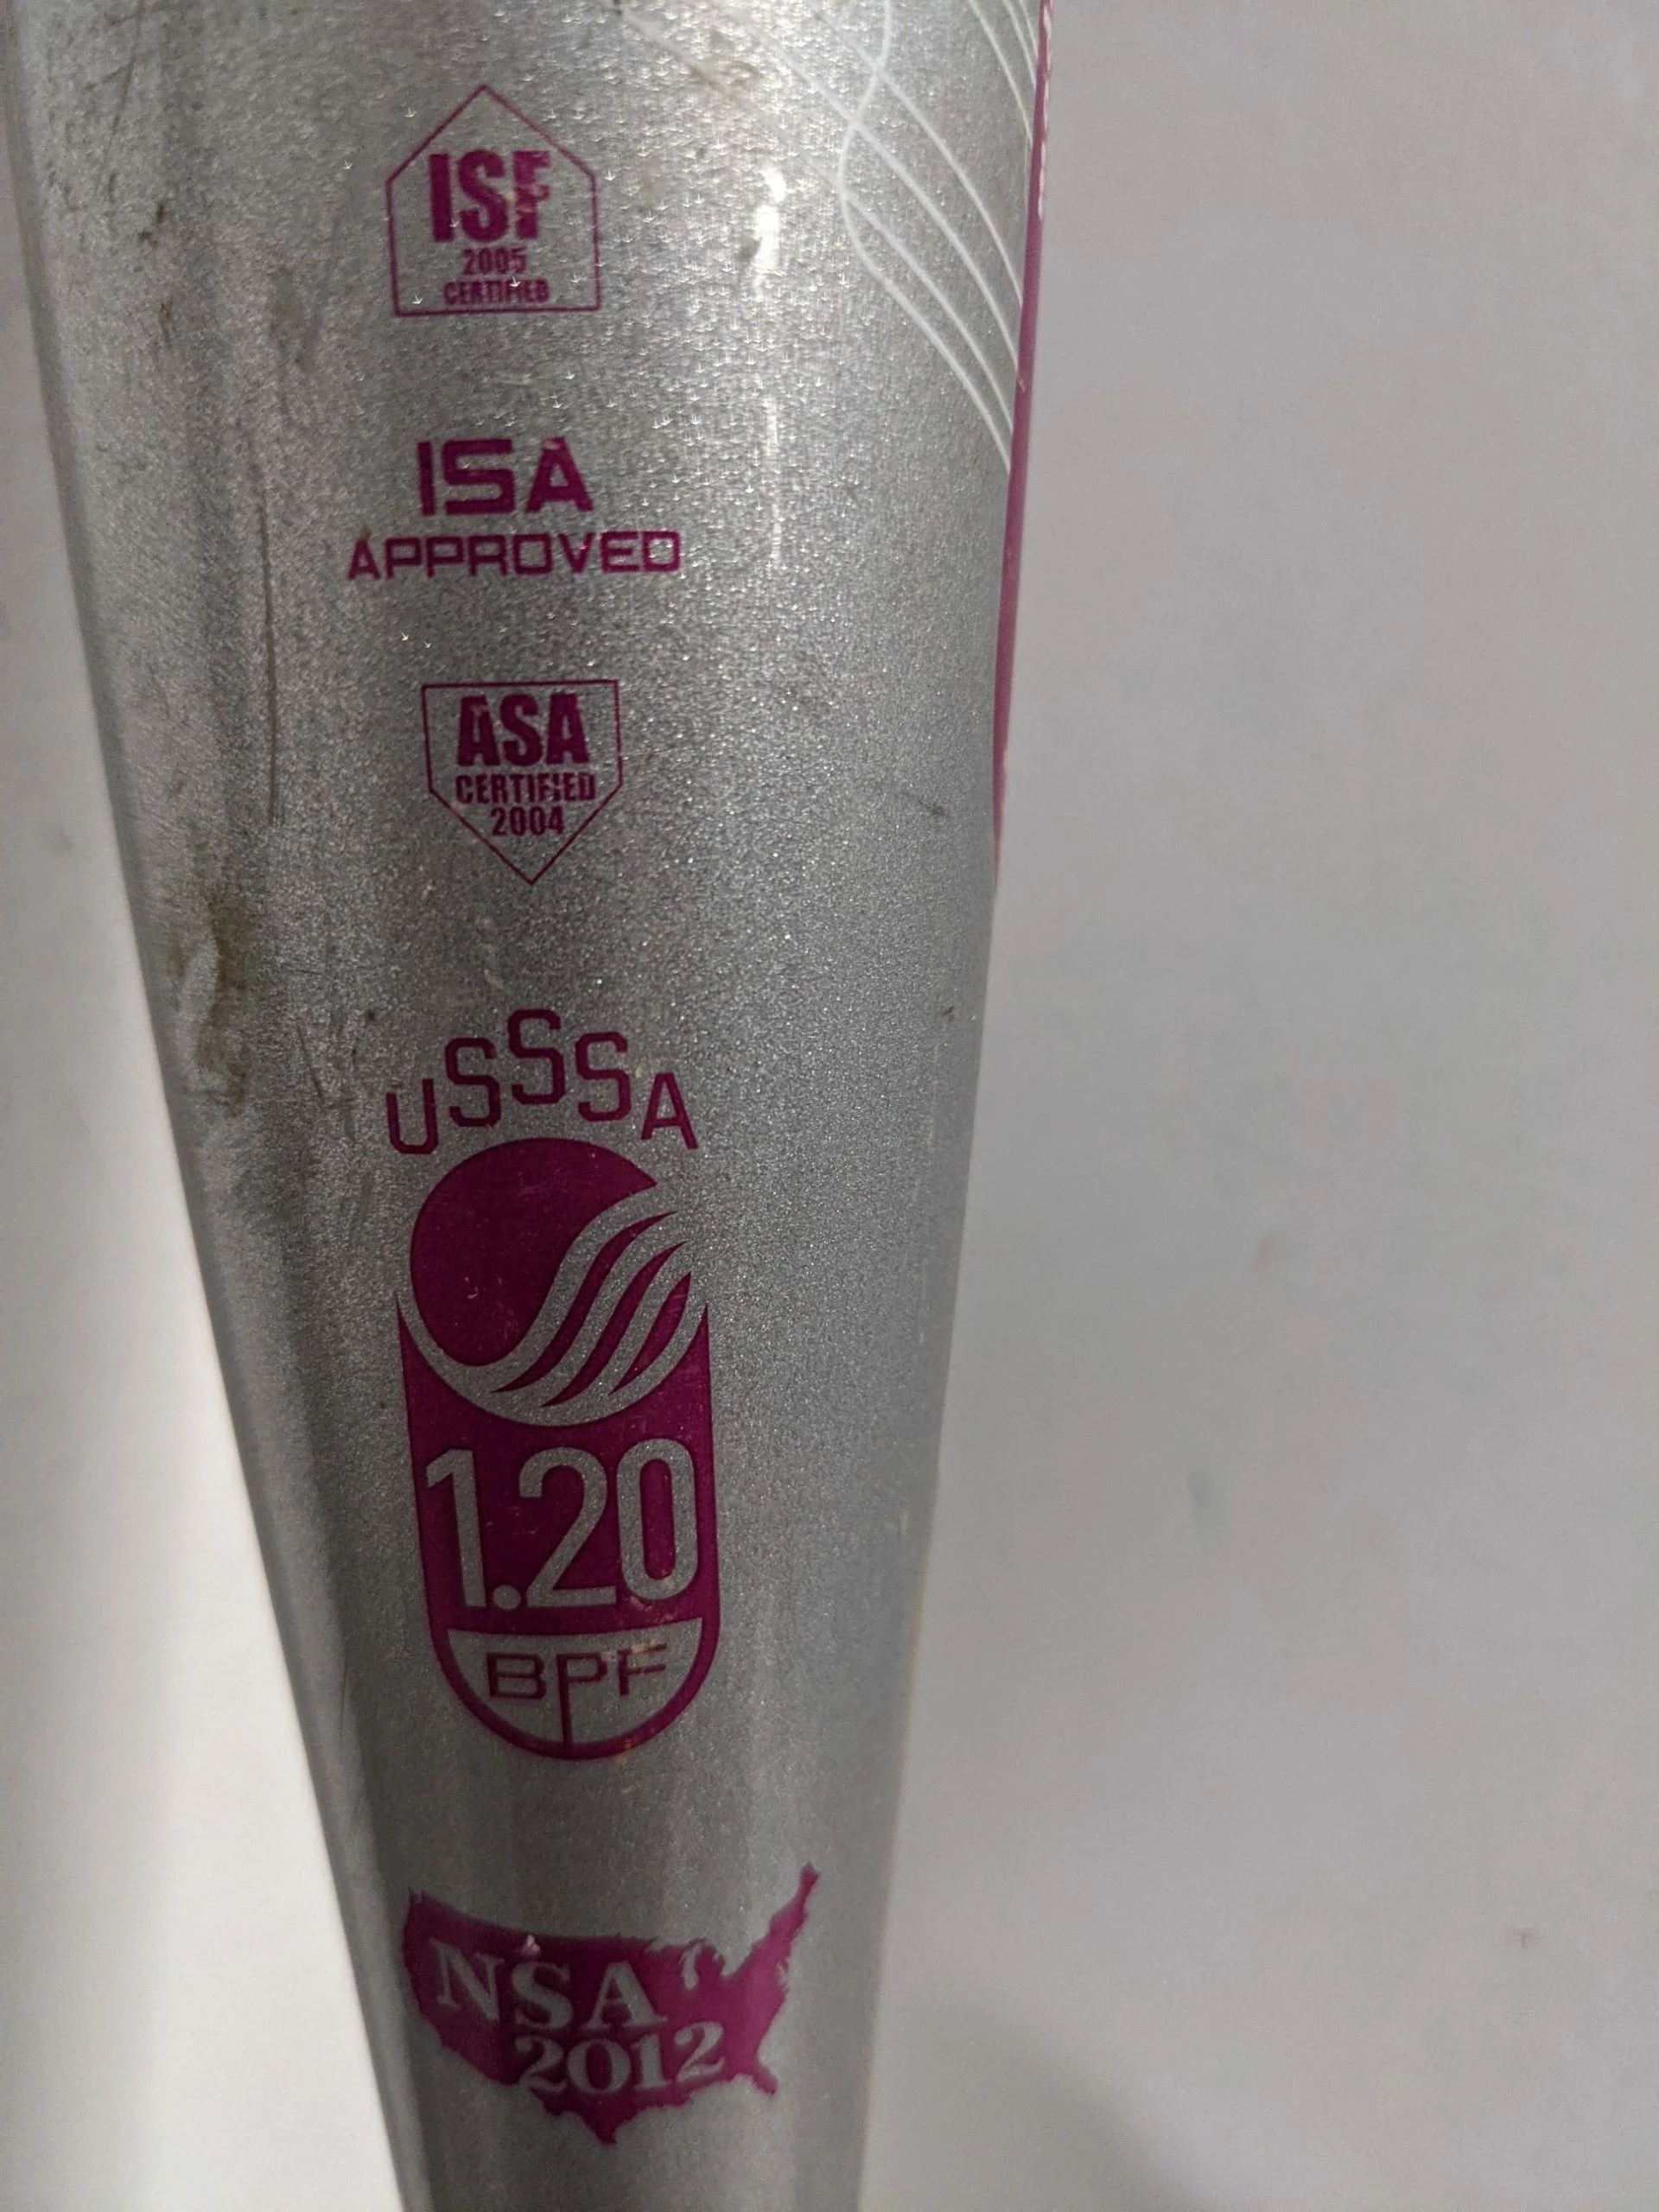 ISF
2005
CERTIFIED
ISA
APPROVED
ASA
CERTIFIED
2004
USSSA
1.20
BPF
NSA
2012